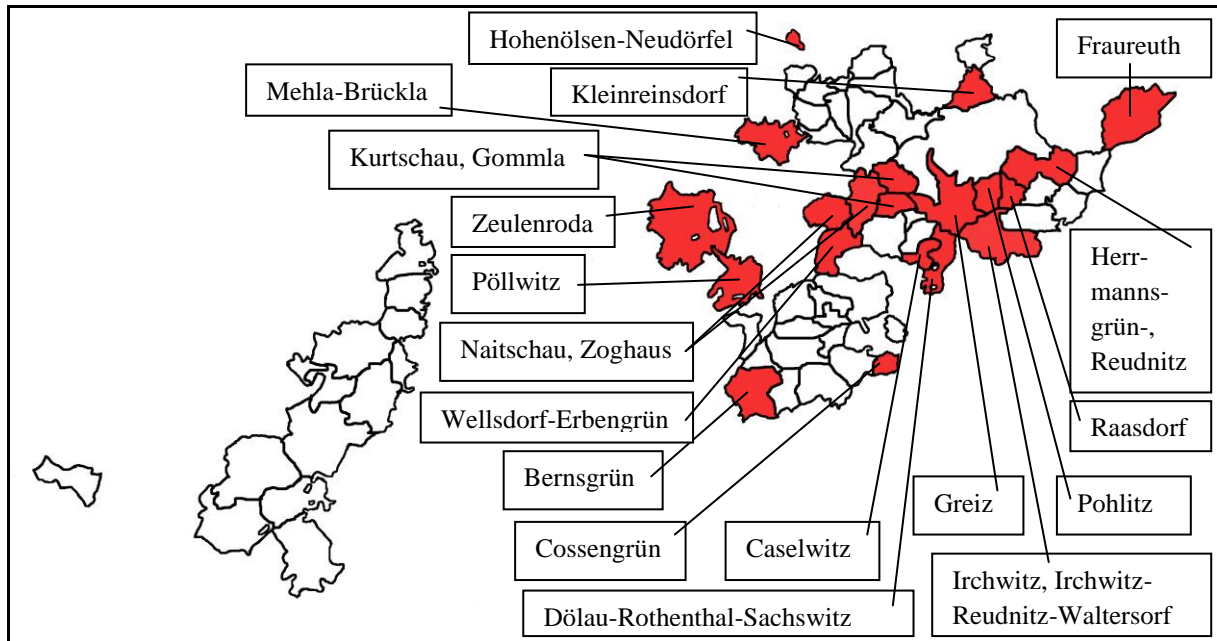 Hohenölsen-Neudörfel
Fraureuth
Mehla-Brückla
Kleinreinsdorf
Kurtschau, Gommla
Zeulenroda
Pöllwitz
Herr-
manns-
grün-,
Reudnitz
Naitschau, Zoghaus
Wellsdorf-Erbengrün
Raasdorf
Bernsgrün
Greiz
Pohlitz
Cossengrün
Caselwitz
Irchwitz, Irchwitz-
Reudnitz-Waltersorf
Dölau-Rothenthal-Sachswitz